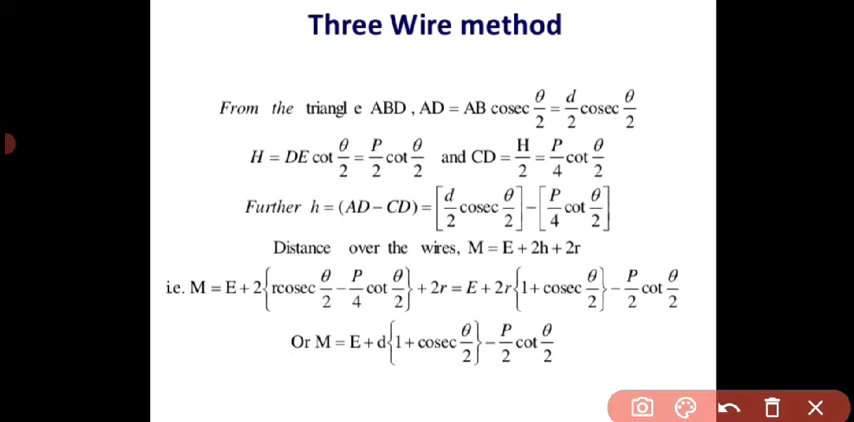 Three Wire method
From the triangl e ABD , AD = AB cosec θ/2 = d/2 cosec θ/2
H = DE cot θ/2 = P/2 cot θ/2 and CD = H/2 = P/4 cot θ/2
Further h = (AD – CD) = [d/2 cosec θ/2] – [P/4 cot θ/2]
Distance over the wires, M = E + 2h + 2r
i.e. M = E + 2{rcosec θ/2 – P/4 cot θ/2} + 2r = E + 2r{1 + cosec θ/2} – P/2 cot θ/2
Or M = E + d{1 + cosec θ/2} – P/2 cot θ/2